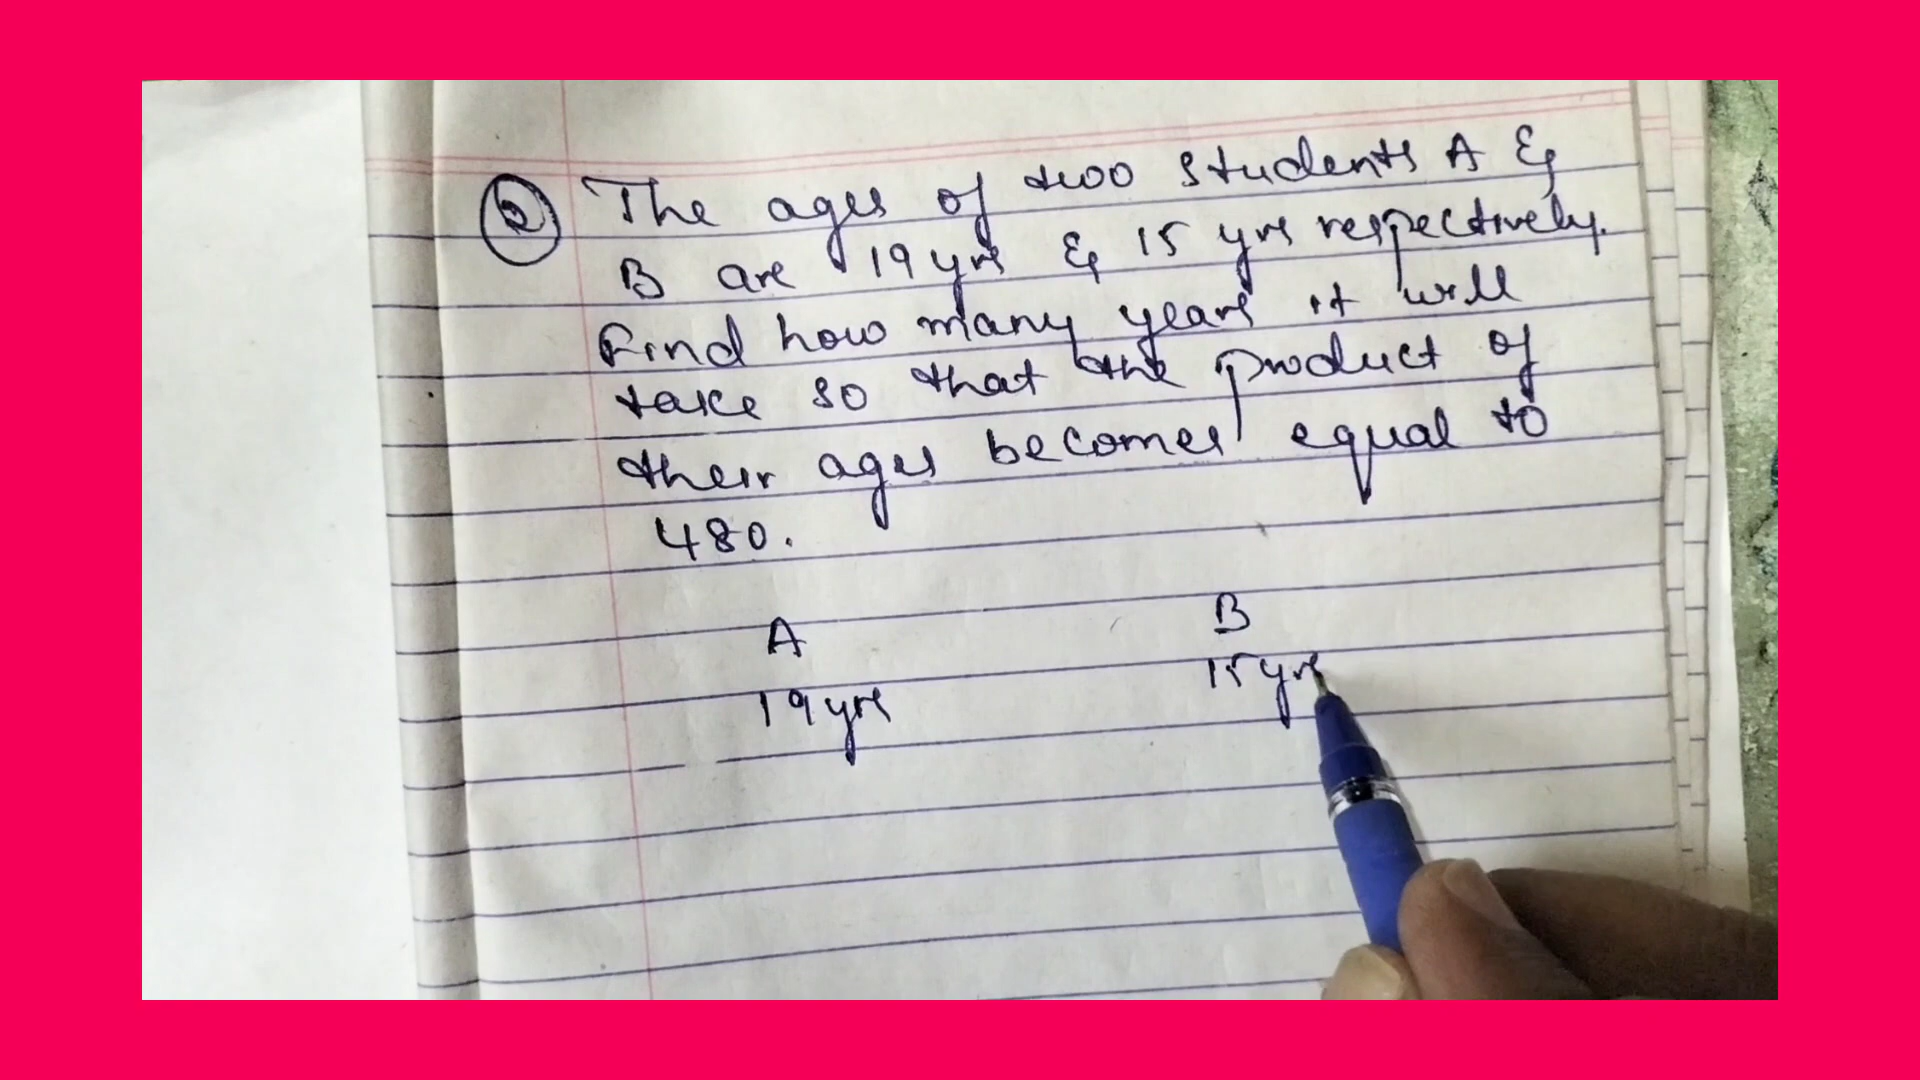 2 The ages of two students A &
B are 19 yrs & 15 yrs respectively.
Find how many years it will
take so that the product of
their ages becomes equal to
480.
A B
19 yrs 15 yrs